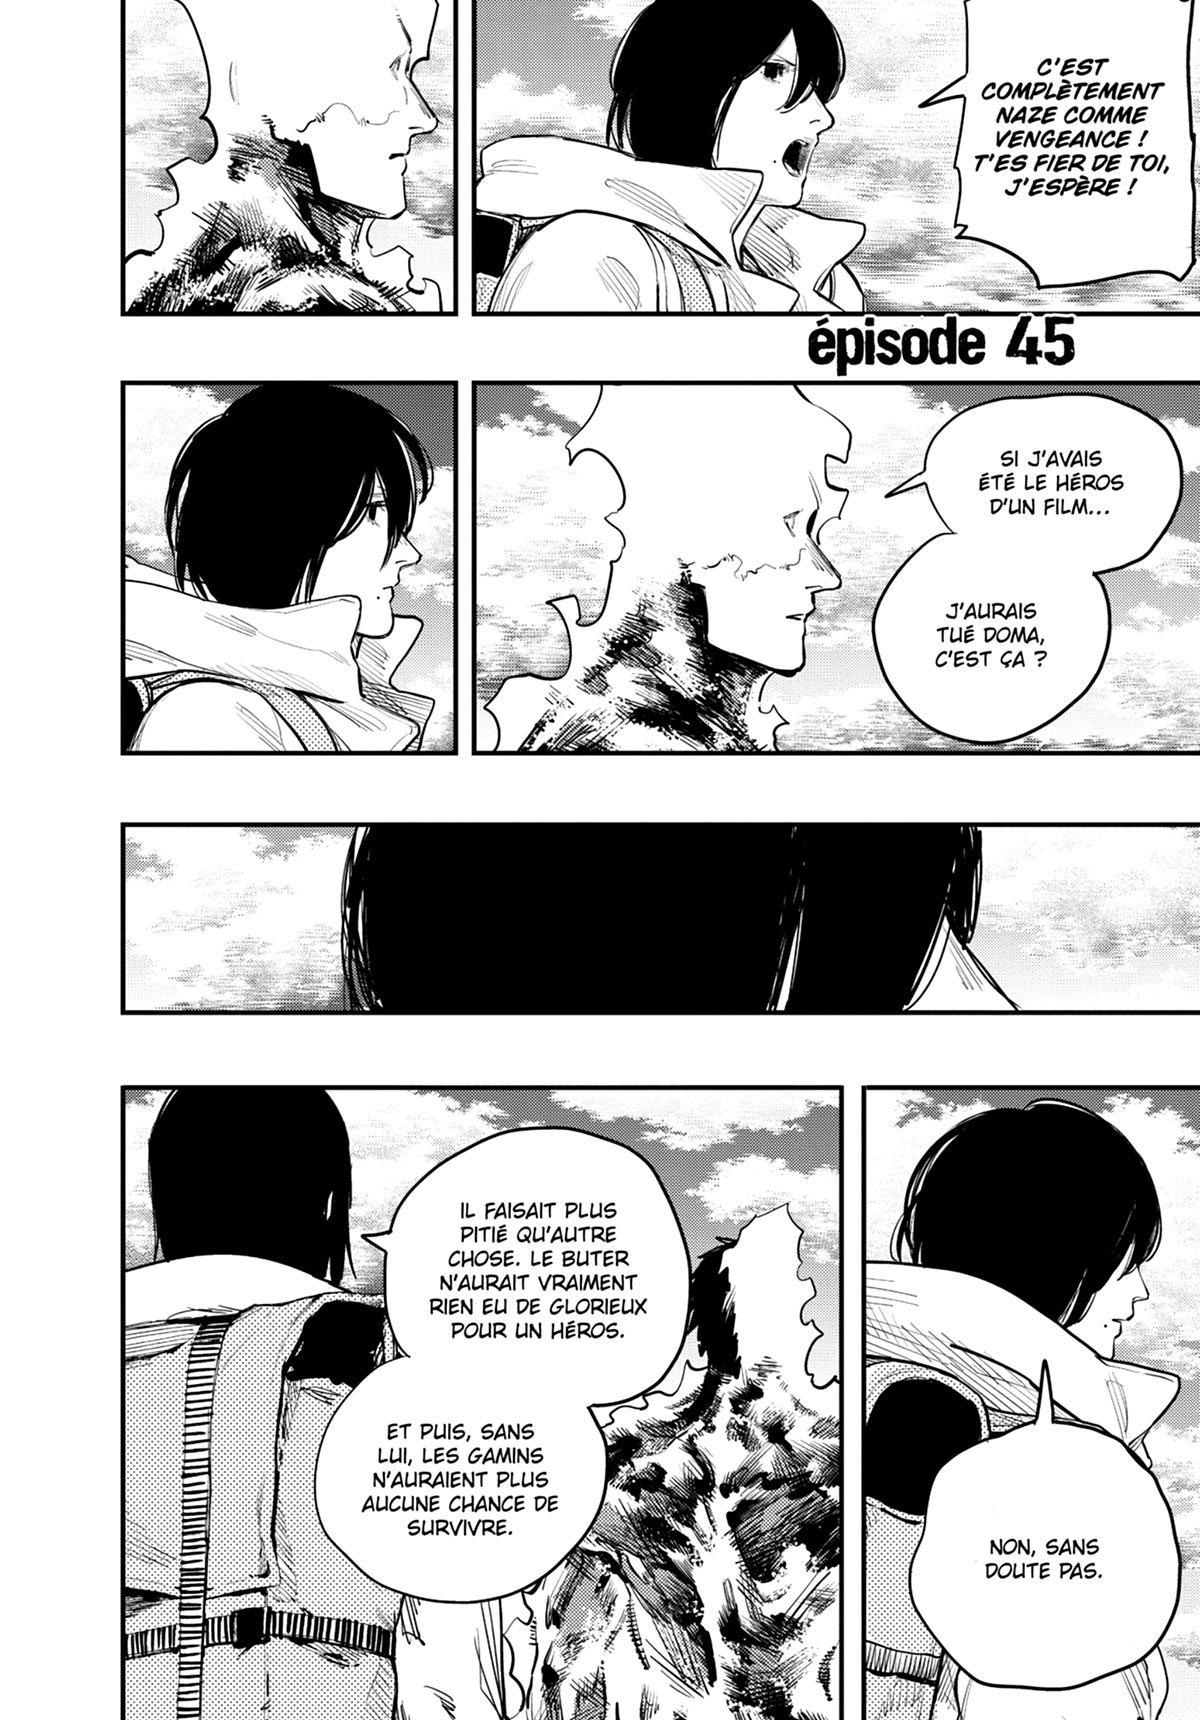 C'EST
COMPLÈTEMENT
NAZE COMME
VENGEANCE !
T'ES FIER DE TOI,
J'ESPÈRE !
épisode 45
SI J'AVAIS
ÉTÉ LE HÉROS
D'UN FILM...
J'AURAIS
TUÉ DOMA,
C'EST ÇA ?
NON, SANS
DOUTE PAS.
IL FAISAIT PLUS
PITIÉ QU'AUTRE
CHOSE. LE BUTER
N'AURAIT VRAIMENT
RIEN EU DE GLORIEUX
POUR UN HÉROS.
ET PUIS, SANS
LUI, LES GAMINS
N'AURAIENT PLUS
AUCUNE CHANCE DE
SURVIVRE.